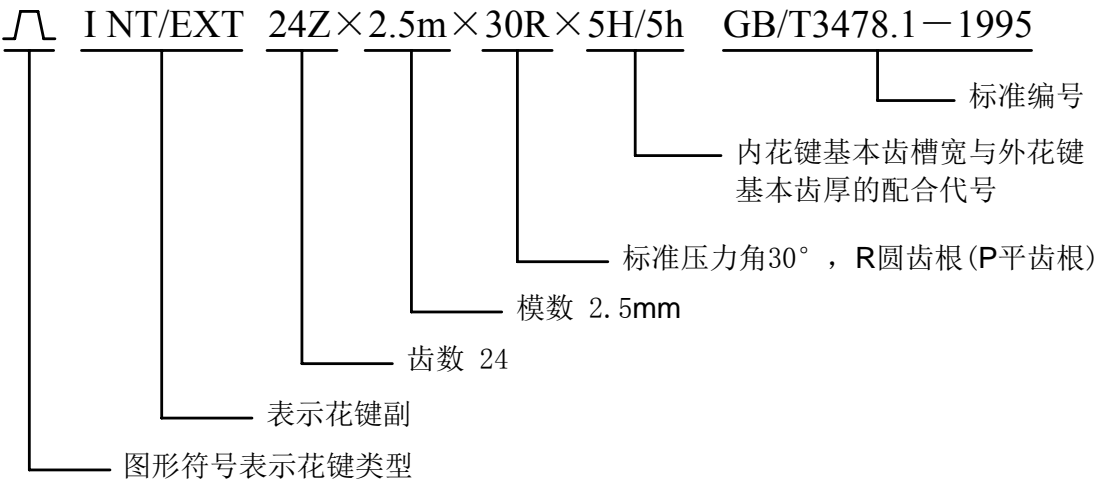 INT/EXT 24Z×2.5m×30R×5H/5h GB/T3478.1－1995
标准编号
内花键基本齿槽宽与外花键
基本齿厚的配合代号
标准压力角30°，R圆齿根(P平齿根)
模数 2.5mm
齿数 24
表示花键副
图形符号表示花键类型